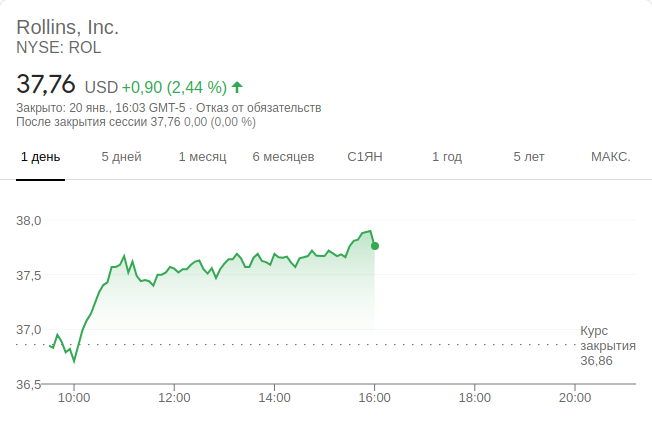 Rollins, Inc.
NYSE: ROL
37,76 USD +0,90 (2,44 %)
Закрыто: 20 янв., 16:03 GMT-5 · Отказ от обязательств
После закрытия сессии 37,76 0,00 (0,00 %)
1 день 5 дней 1 месяц 6 месяцев С1ЯН 1 год 5 лет МАКС.
38,0
37,5
37,0
Курс
закрытия
36,86
36,5
10:00 12:00 14:00 16:00 18:00 20:00